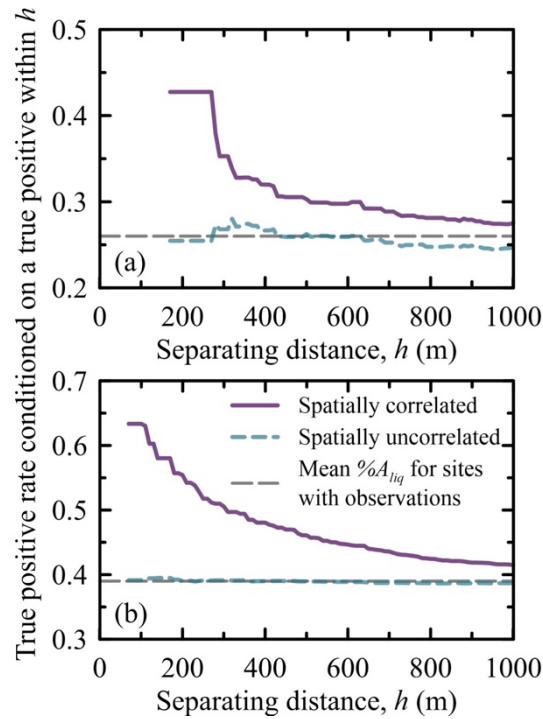 True positive rate conditioned on a true positive within h
0.5
0.4
0.3
0.2
(a)
0 200 400 600 800 1000
Separating distance, h (m)
0.7
0.6
0.5
0.4
0.3
Spatially correlated
Spatially uncorrelated
Mean %A_liq for sites
with observations
(b)
0 200 400 600 800 1000
Separating distance, h (m)